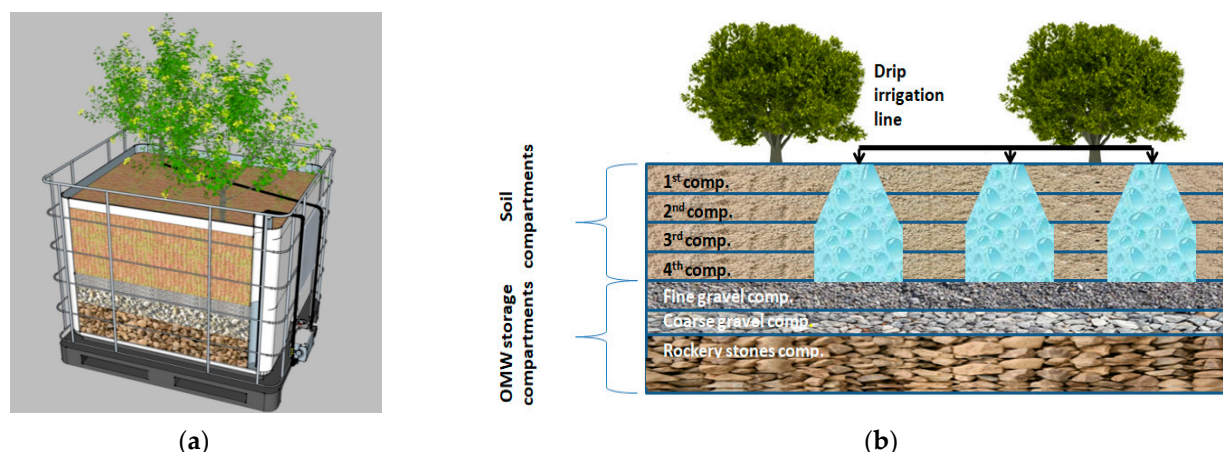 Drip
irrigation
line
Soil
compartments
1st comp.
2nd comp.
3rd comp.
4th comp.
OMW storage
compartments
Fine gravel comp.
Coarse gravel comp.
Rockery stones comp.
(a)
(b)